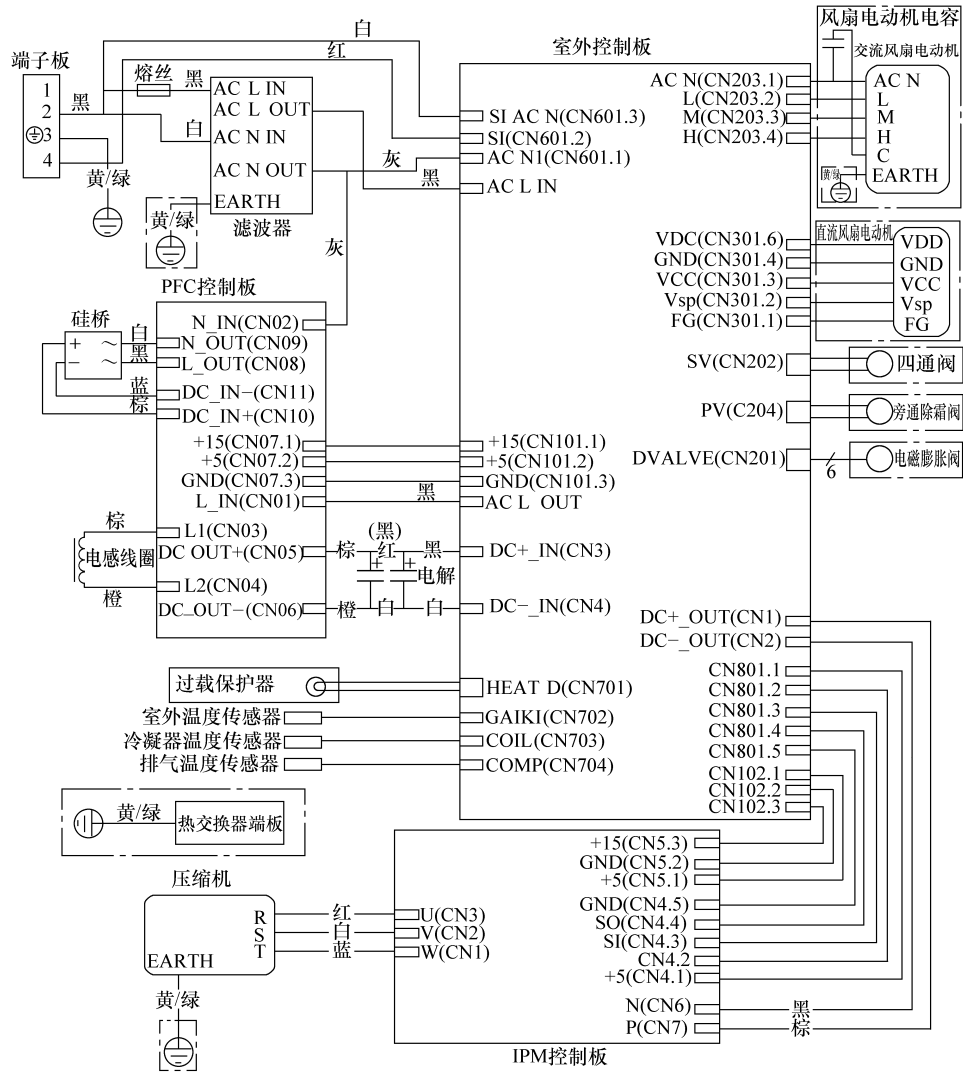 白
红
端子板
1
2
3
4
黑
熔丝
黑
白
黄/绿
AC L IN
AC L OUT
AC N IN
AC N OUT
EARTH
滤波器
黄/绿
灰
黑
灰
室外控制板
SI AC N(CN601.3)
SI(CN601.2)
AC N1(CN601.1)
AC L IN
AC N(CN203.1)
L(CN203.2)
M(CN203.3)
H(CN203.4)
风扇电动机电容
交流风扇电动机
AC N
L
M
H
C
EARTH
黄/绿
VDC(CN301.6)
GND(CN301.4)
VCC(CN301.3)
Vsp(CN301.2)
FG(CN301.1)
直流风扇电动机
VDD
GND
VCC
Vsp
FG
SV(CN202)
四通阀
PV(C204)
旁通除霜阀
DVALVE(CN201)
6
电磁膨胀阀
PFC控制板
硅桥
+ ~
− ~
白
黑
蓝
棕
N_IN(CN02)
N_OUT(CN09)
L_OUT(CN08)
DC_IN−(CN11)
DC_IN+(CN10)
+15(CN07.1)
+5(CN07.2)
GND(CN07.3)
L_IN(CN01)
L1(CN03)
DC OUT+(CN05)
L2(CN04)
DC_OUT−(CN06)
棕
电感线圈
橙
黑
+15(CN101.1)
+5(CN101.2)
GND(CN101.3)
AC L OUT
(黑)
棕 红 黑
+ + 电解
橙 白 白
DC+_IN(CN3)
DC−_IN(CN4)
DC+_OUT(CN1)
DC−_OUT(CN2)
CN801.1
CN801.2
CN801.3
CN801.4
CN801.5
CN102.1
CN102.2
CN102.3
过载保护器
HEAT D(CN701)
室外温度传感器
GAIKI(CN702)
冷凝器温度传感器
COIL(CN703)
排气温度传感器
COMP(CN704)
黄/绿
热交换器端板
压缩机
R
S
T
EARTH
黄/绿
红
白
蓝
U(CN3)
V(CN2)
W(CN1)
+15(CN5.3)
GND(CN5.2)
+5(CN5.1)
GND(CN4.5)
SO(CN4.4)
SI(CN4.3)
CN4.2
+5(CN4.1)
N(CN6)
P(CN7)
黑
棕
IPM控制板